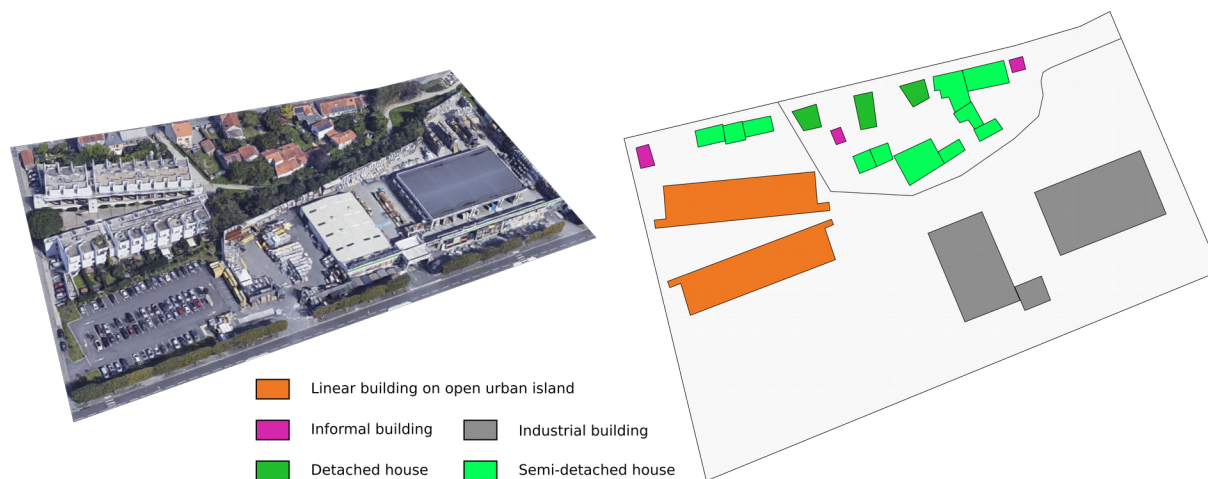 Linear building on open urban island
Informal building
Industrial building
Detached house
Semi-detached house